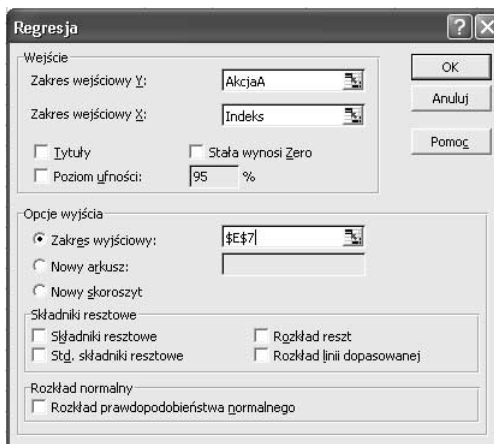 Regresja
Wejście
Zakres wejściowy Y: AkcjaA
Zakres wejściowy X: Indeks
Tytuły Stała wynosi Zero
Poziom ufności: 95 %
OK
Anuluj
Pomoc
Opcje wyjścia
Zakres wyjściowy: $E$7
Nowy arkusz:
Nowy skoroszyt
Składniki resztowe
Składniki resztowe Rozkład reszt
Std. składniki resztowe Rozkład linii dopasowanej
Rozkład normalny
Rozkład prawdopodobieństwa normalnego